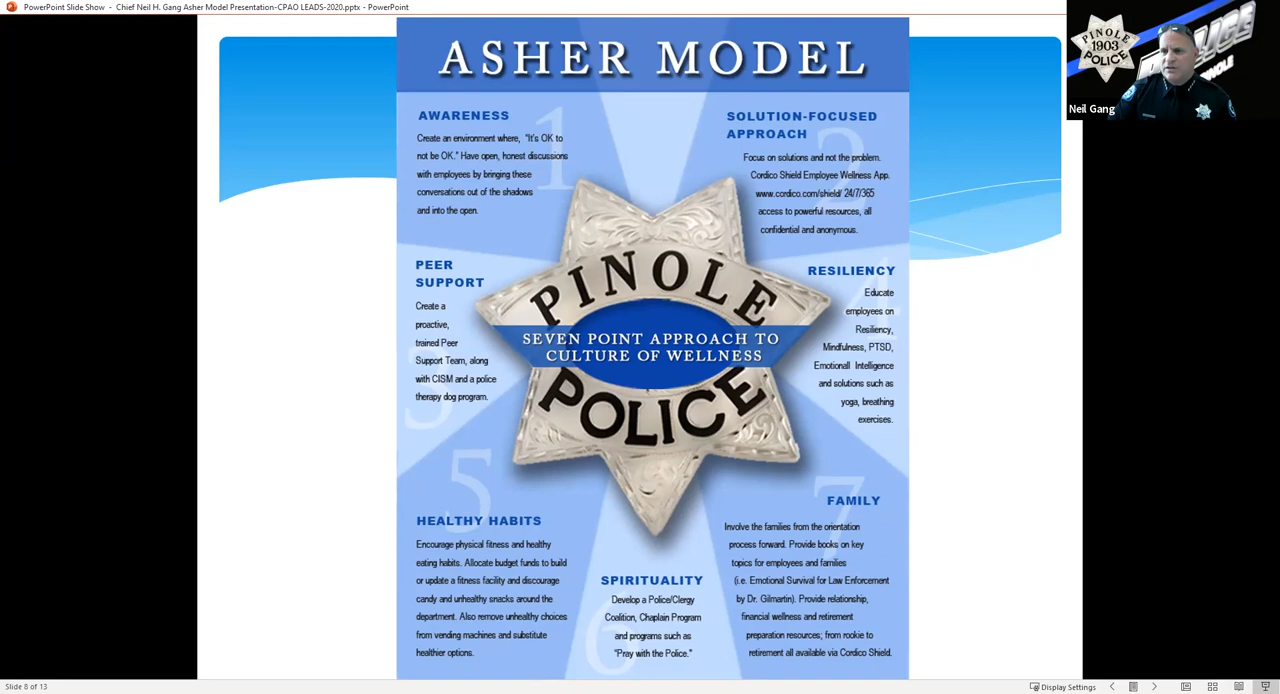 PowerPoint Slide Show - Chief Neil H. Gang Asher Model Presentation-CPAO LEADS-2020.pptx - PowerPoint
PINOLE
1903
POLICE
POLICE
PINOLE
Neil Gang
ASHER MODEL
1
AWARENESS
Create an environment where, "It's OK to
not be OK." Have open, honest discussions
with employees by bringing these
conversations out of the shadows
and into the open.
2
SOLUTION-FOCUSED
APPROACH
Focus on solutions and not the problem.
Cordico Shield Employee Wellness App.
www.cordico.com/shield/ 24/7/365
access to powerful resources, all
confidential and anonymous.
3
PEER
SUPPORT
Create a
proactive,
trained Peer
Support Team, along
with CISM and a police
therapy dog program.
PINOLE
SEVEN POINT APPROACH TO
CULTURE OF WELLNESS
POLICE
4
RESILIENCY
Educate
employees on
Resiliency,
Mindfulness, PTSD,
Emotionall Intelligence
and solutions such as
yoga, breathing
exercises.
5
HEALTHY HABITS
Encourage physical fitness and healthy
eating habits. Allocate budget funds to build
or update a fitness facility and discourage
candy and unhealthy snacks around the
department. Also remove unhealthy choices
from vending machines and substitute
healthier options.
6
SPIRITUALITY
Develop a Police/Clergy
Coalition, Chaplain Program
and programs such as
"Pray with the Police."
7
FAMILY
Involve the families from the orientation
process forward. Provide books on key
topics for employees and families
(i.e. Emotional Survival for Law Enforcement
by Dr. Gilmartin). Provide relationship,
financial wellness and retirement
preparation resources; from rookie to
retirement all available via Cordico Shield.
Slide 8 of 13
Display Settings